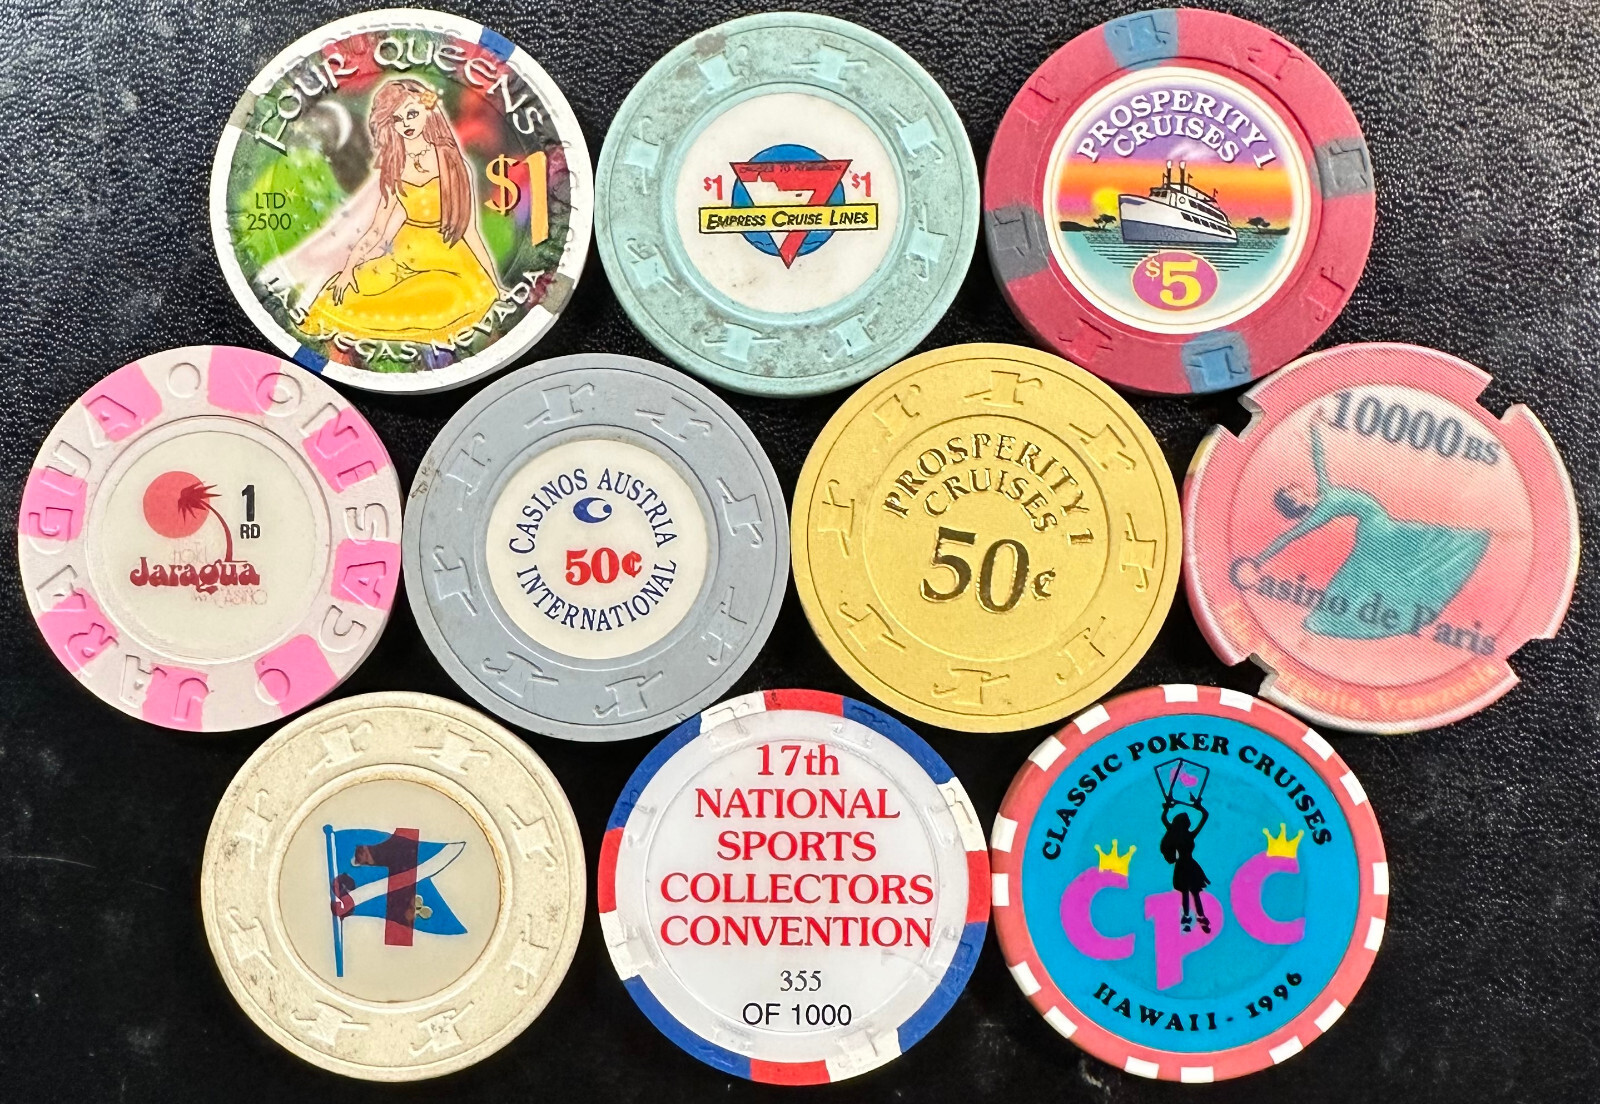 FOUR QUEENS
$1
LTD
2500
LAS VEGAS NEVADA
$1 $1
EMPRESS CRUISE LINES
PROSPERITY 1
CRUISES
$5
JARAGUA
CASINO
1
RD
Jaragua
CASINO
CASINOS AUSTRIA
50¢
INTERNATIONAL
PROSPERITY 1
CRUISES
50¢
10000BS
Casino de Paris
1
S A
17th
NATIONAL
SPORTS
COLLECTORS
CONVENTION
355
OF 1000
CLASSIC POKER CRUISES
CPC
HAWAII - 1996